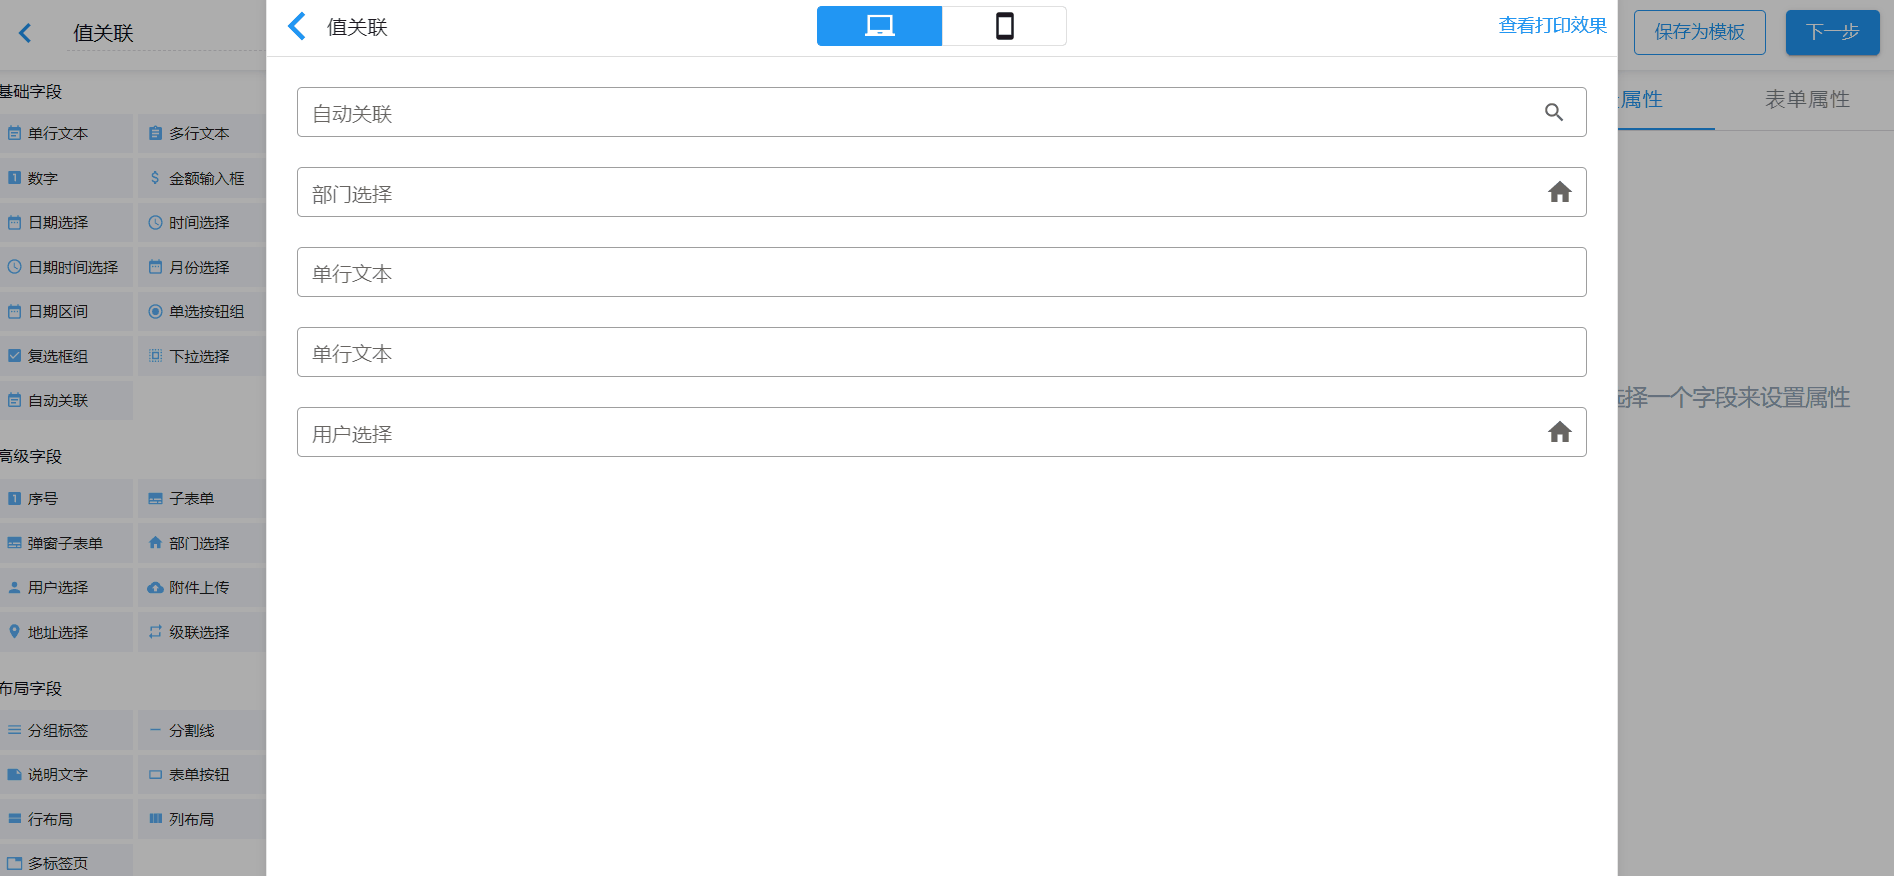 值关联
值关联
查看打印效果
保存为模板
下一步
基础字段
单行文本
多行文本
数字
金额输入框
日期选择
时间选择
日期时间选择
月份选择
日期区间
单选按钮组
复选框组
下拉选择
自动关联
高级字段
序号
子表单
弹窗子表单
部门选择
用户选择
附件上传
地址选择
级联选择
布局字段
分组标签
分割线
说明文字
表单按钮
行布局
列布局
多标签页
自动关联
部门选择
单行文本
单行文本
用户选择
属性
表单属性
选择一个字段来设置属性